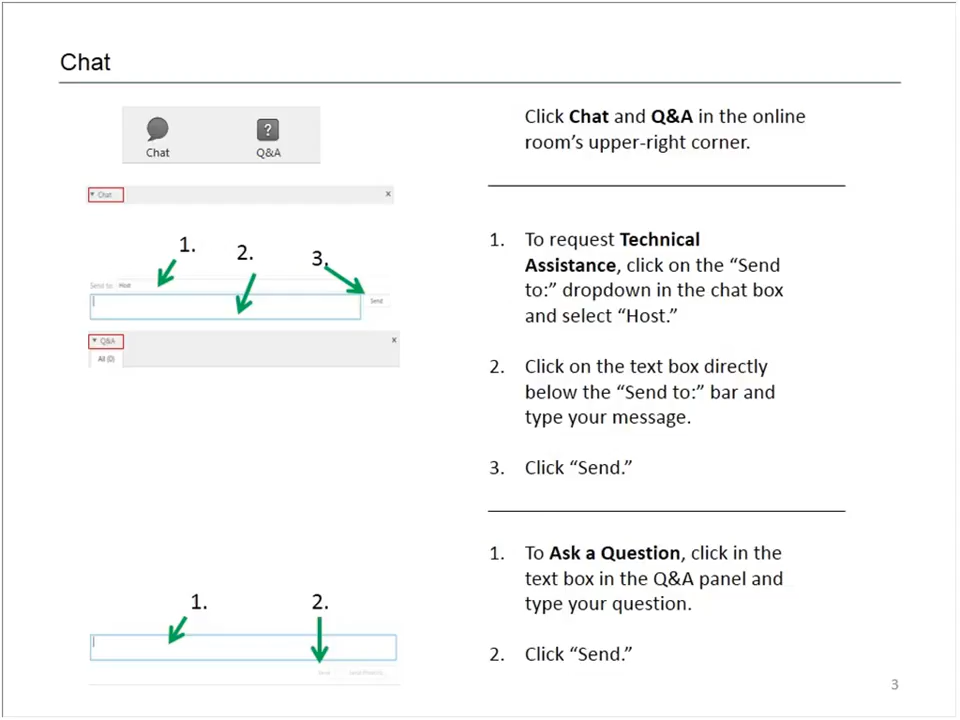 Chat
Chat
Q&A
Click Chat and Q&A in the online
room's upper-right corner.
Chat
x
1.
2.
3.
Send to: Host
Send
Q&A
x
All (0)
1. To request Technical
Assistance, click on the “Send
to:” dropdown in the chat box
and select “Host.”
2. Click on the text box directly
below the “Send to:” bar and
type your message.
3. Click “Send.”
1.
2.
1. To Ask a Question, click in the
text box in the Q&A panel and
type your question.
2. Click “Send.”
3